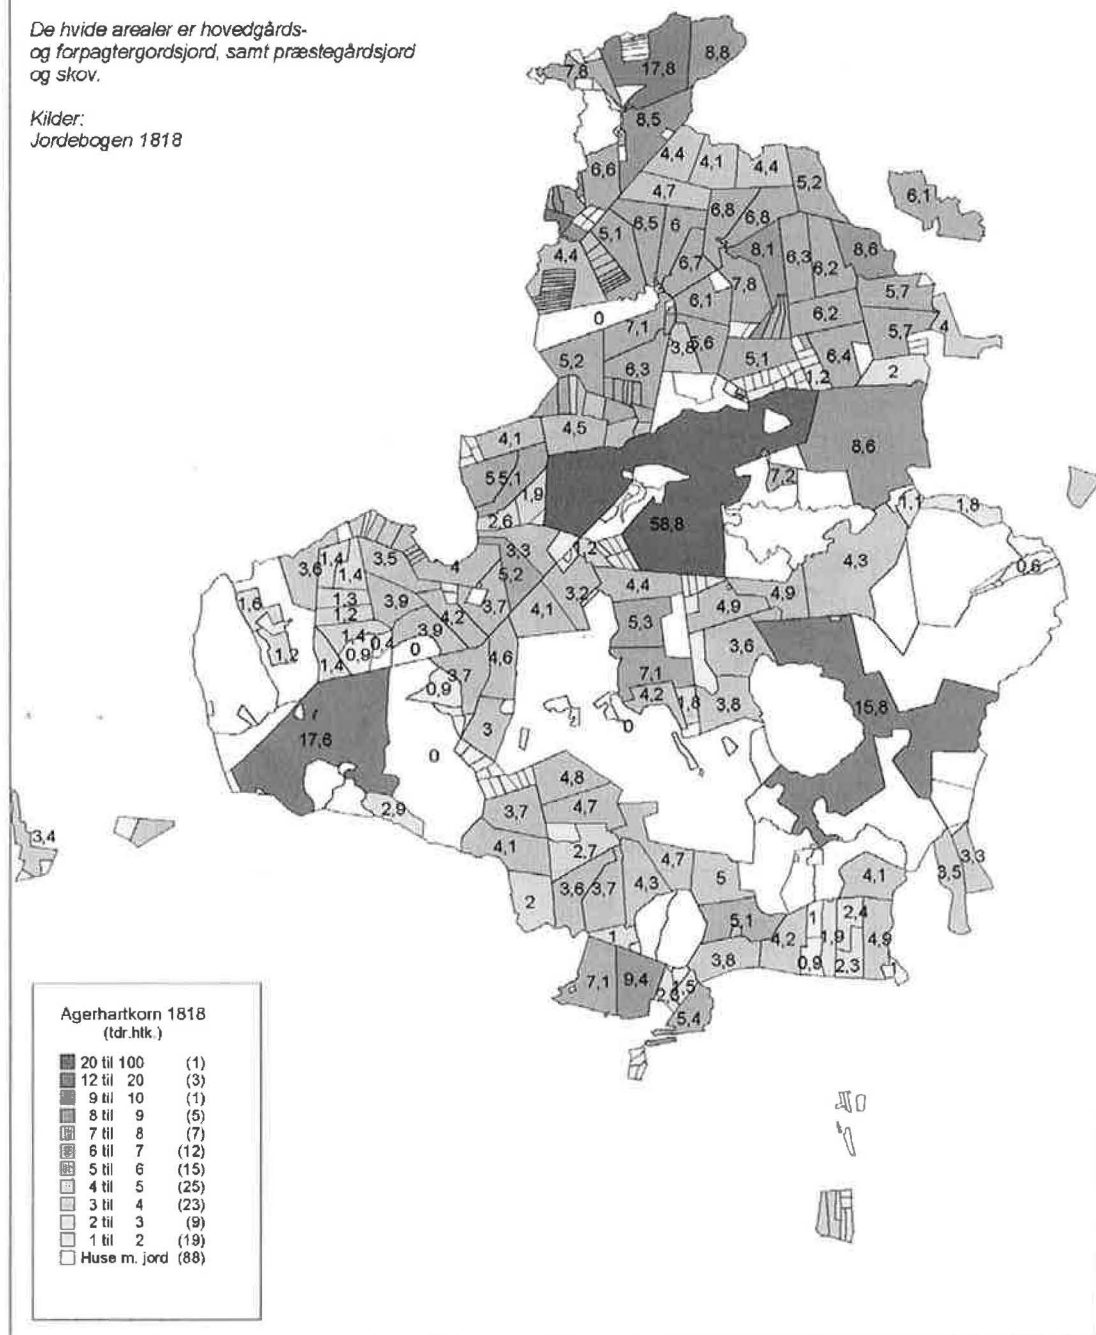 De hvide arealer er hovedgårds-
og forpagtergordsjord, samt præstegårdsjord
og skov.
Kilder:
Jordebogen 1818
7,8 17,8 8,8
8,5
4,4 4,1 4,4
6,6 5,2
4,7 6,1
6,5 6 6,8 6,8
5,1 8,1 6,3 8,6
4,4 6,7 6,2
7,8 5,7
6,1 6,2
0 7,1 5,7 4
3,8 5,6
5,2 6,3 5,1 6,4
1,2 2
4,1 4,5
8,6
5 5,1 7,2
1,9 1,1 1,8
2,6 58,8
3,3 1,2
3,6 1,4 3,5 4 4,3 0,6
1,4 5,2
3,2 4,4
1,6 1,3 3,9 3,7 4,9 4,9
1,2 4,2 4,1
5,3
1,4 0,4 3,9
1,2 0,9 0 3,6
1,4 4,6
3,7 7,1
0,9 4,2 1,8 3,8
7 3 0 15,8
17,6
0
4,8
2,9 3,7 4,7
3,4
4,1 2,7 4,7 3,3
4,3 5 4,1 3,5
2 3,6 3,7
1 5,1 1 2,4
4,2 1,9 4,9
1 3,8 0,9 2,3 1
7,1 9,4 1,5
5,4
Agerhartkorn 1818
(tdr.htk.)
20 til 100 (1)
12 til 20 (3)
9 til 10 (1)
8 til 9 (5)
7 til 8 (7)
6 til 7 (12)
5 til 6 (15)
4 til 5 (25)
3 til 4 (23)
2 til 3 (9)
1 til 2 (19)
Huse m. jord (88)